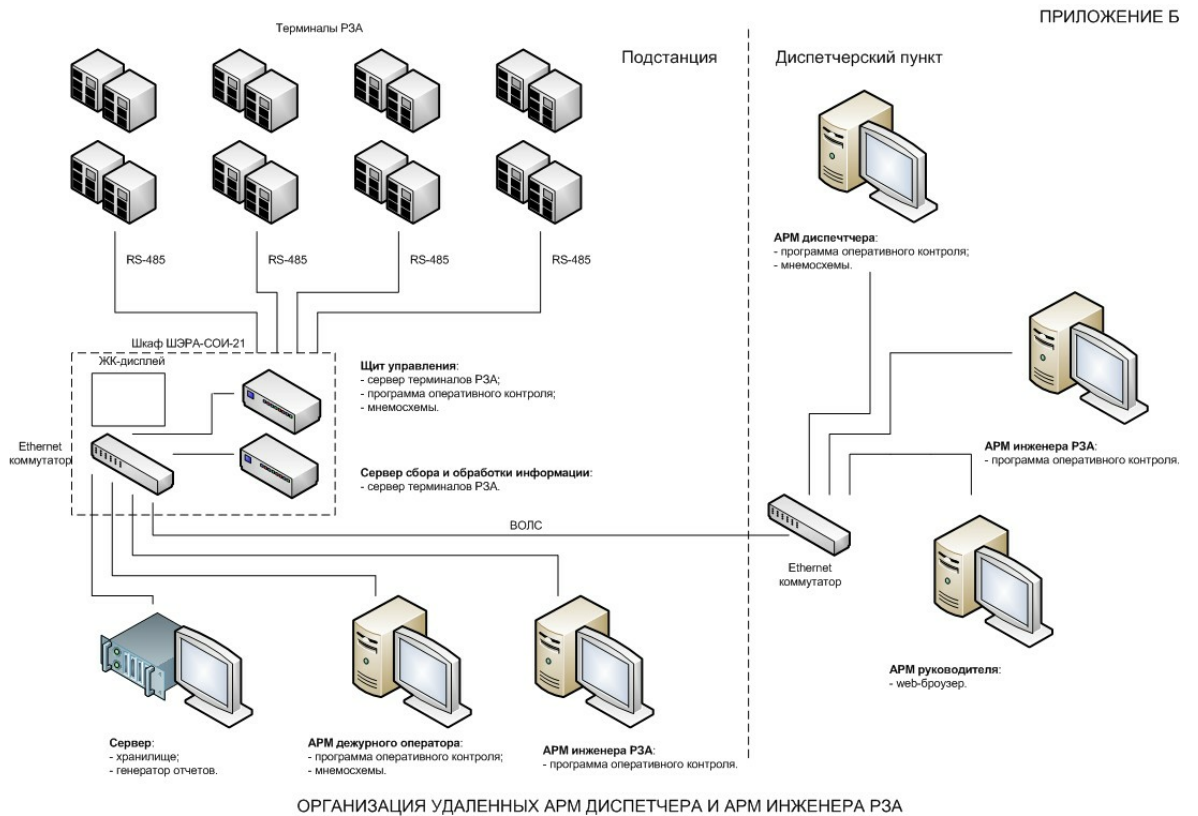 ПРИЛОЖЕНИЕ Б
Терминалы РЗА
Подстанция
Диспетчерский пункт
RS-485
RS-485
RS-485
RS-485
АРМ диспечтчера:
- программа оперативного контроля;
- мнемосхемы.
Шкаф ШЭРА-СОИ-21
ЖК-дисплей
Щит управления:
- сервер терминалов РЗА;
- программа оперативного контроля;
- мнемосхемы.
Ethernet
коммутатор
Сервер сбора и обработки информации:
- сервер терминалов РЗА.
АРМ инженера РЗА:
- программа оперативного контроля.
ВОЛС
Ethernet
коммутатор
АРМ руководителя:
- web-броузер.
Сервер:
- хранилище;
- генератор отчетов.
АРМ дежурного оператора:
- программа оперативного контроля;
- мнемосхемы.
АРМ инженера РЗА:
- программа оперативного контроля.
ОРГАНИЗАЦИЯ УДАЛЕННЫХ АРМ ДИСПЕТЧЕРА И АРМ ИНЖЕНЕРА РЗА